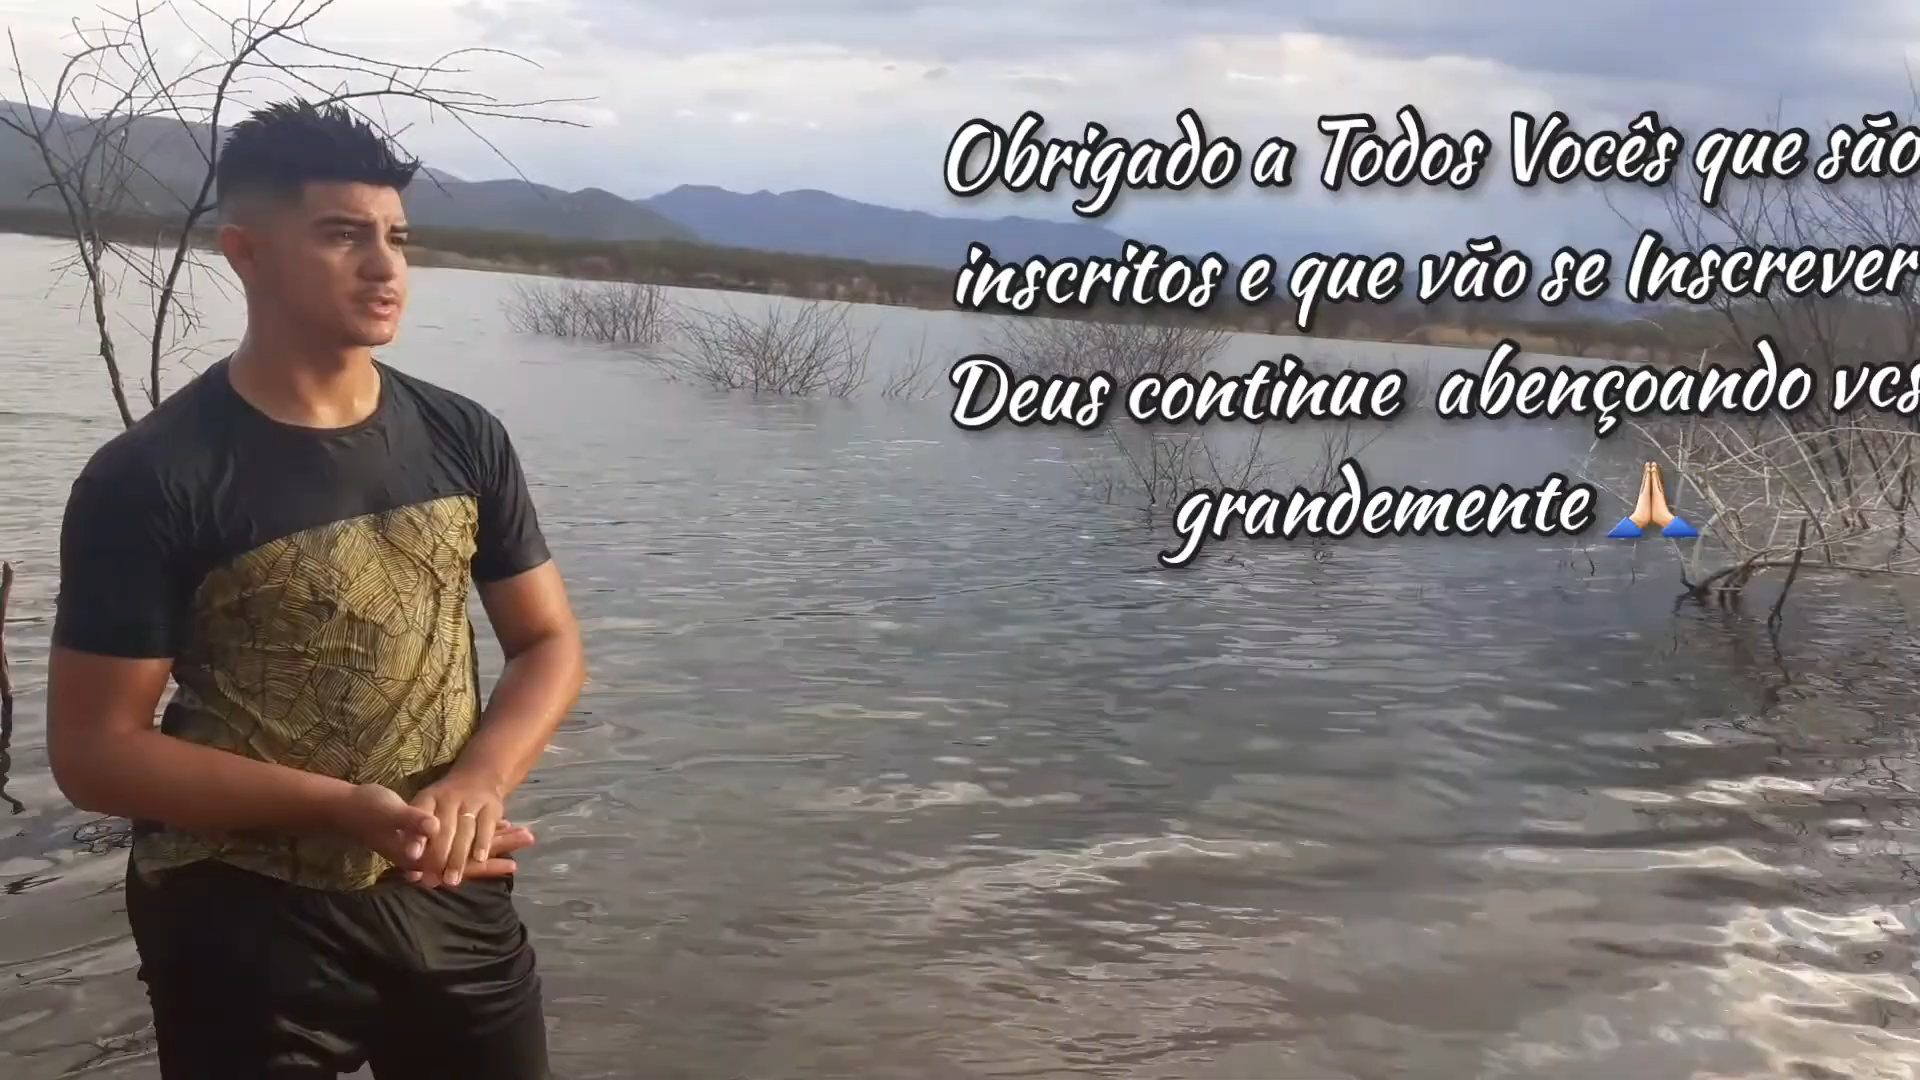 Obrigado a Todos Vocês que são
inscritos e que vão se Inscrever
Deus continue abençoando vcs
grandemente 🙏🏻